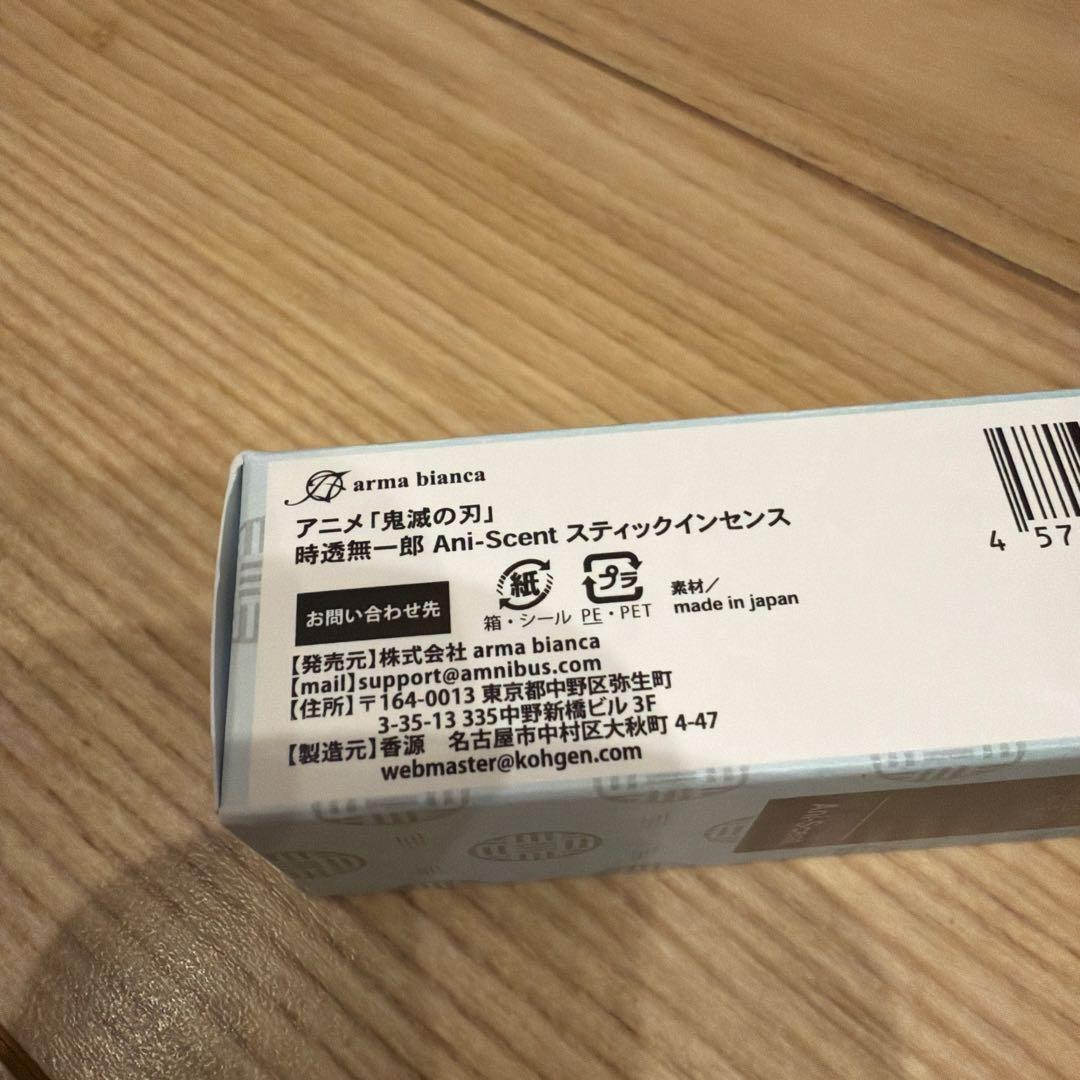 arma bianca
アニメ「鬼滅の刃」
時透無一郎 Ani-Scent スティックインセンス
お問い合わせ先
紙
箱・シール
プラ
PE・PET
素材／
made in japan
4 57
【発売元】株式会社 arma bianca
【mail】support@amnibus.com
【住所】〒164-0013 東京都中野区弥生町
3-35-13 335中野新橋ビル 3F
【製造元】香源 名古屋市中村区大秋町 4-47
webmaster@kohgen.com
Ani-Scent